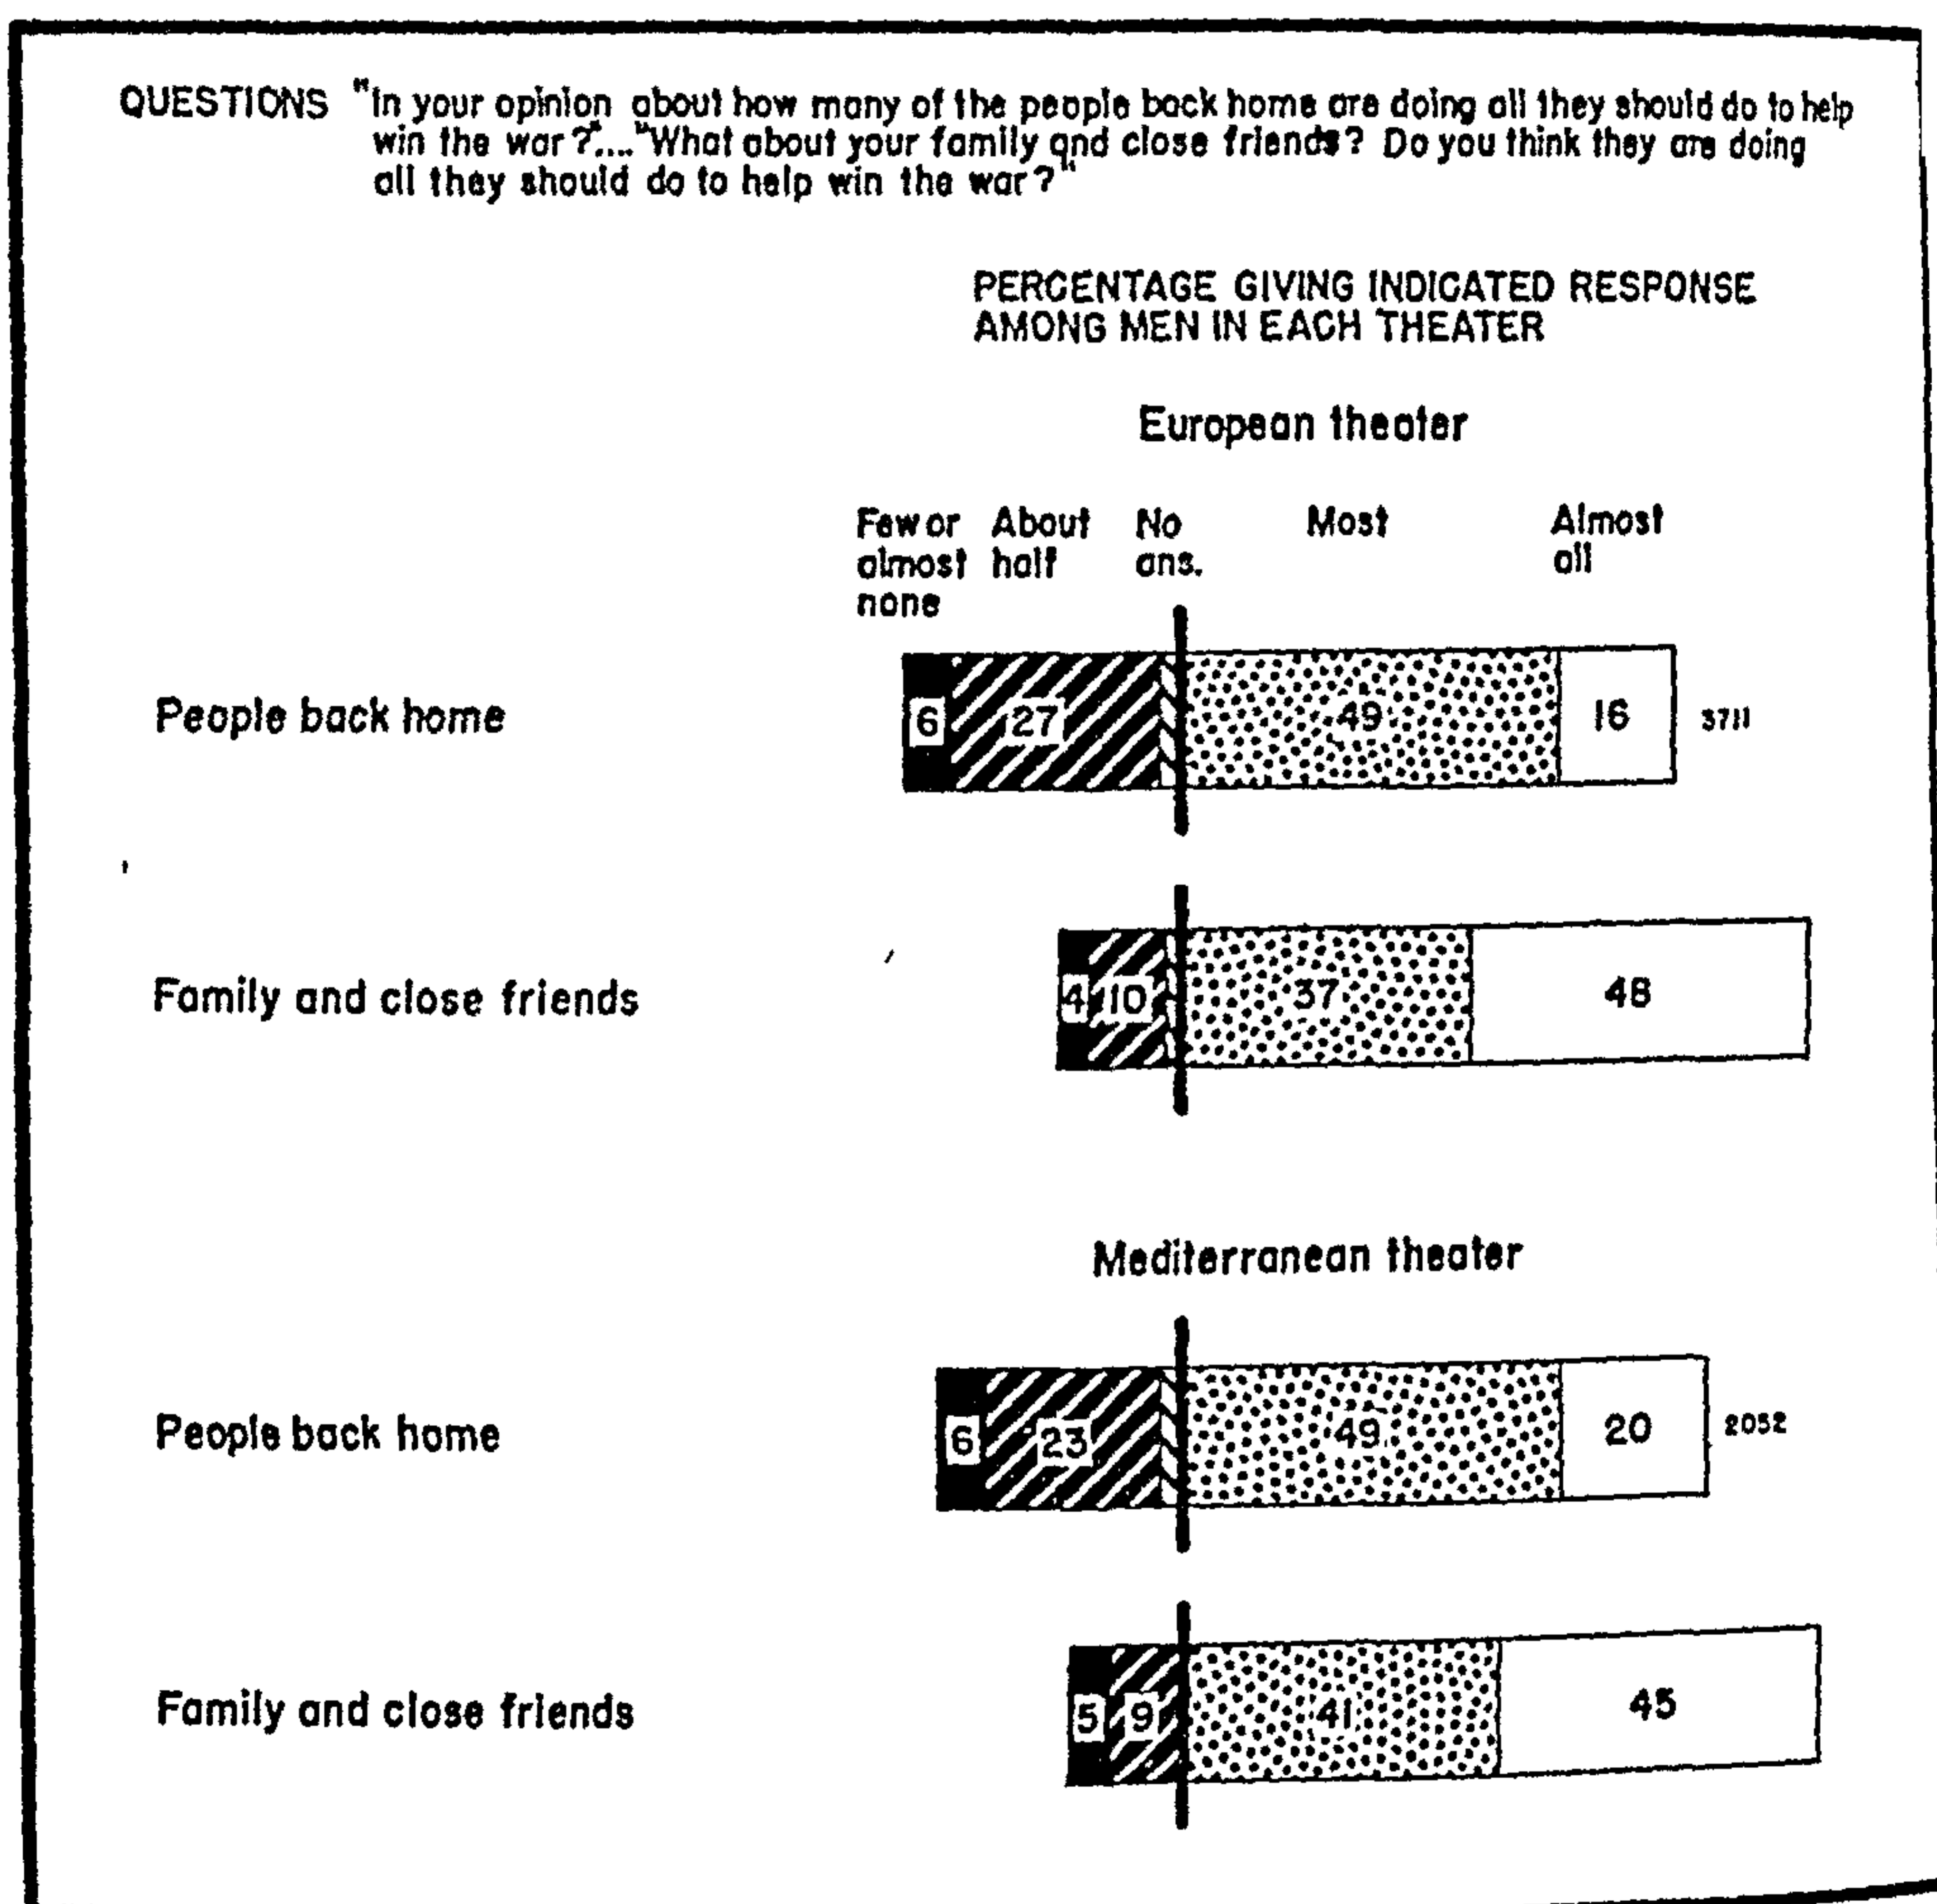 QUESTIONS "In your opinion about how many of the people back home are doing all they should do to help
win the war?".... "What about your family and close friends? Do you think they are doing
all they should do to help win the war?"
PERCENTAGE GIVING INDICATED RESPONSE
AMONG MEN IN EACH THEATER
European theater
Few or About No Most Almost
almost half ans. all
none
People back home 6 27 49 16 3711
Family and close friends 4 10 37 48
Mediterranean theater
People back home 6 23 49 20 2052
Family and close friends 5 9 41 45